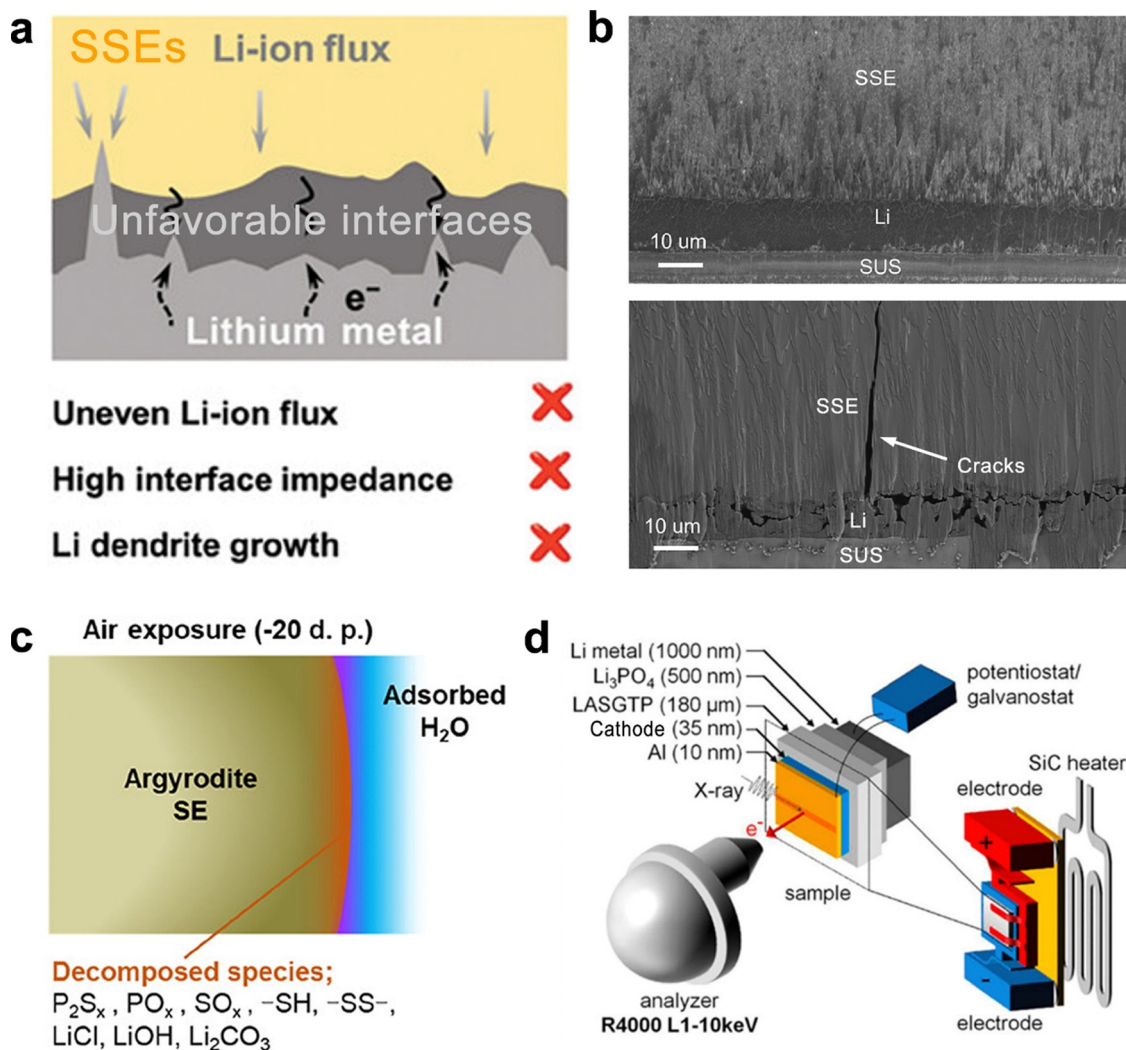 a
SSEs Li-ion flux
Unfavorable interfaces
e⁻
Lithium metal
Uneven Li-ion flux
High interface impedance
Li dendrite growth
b
SSE
Li
10 um
SUS
SSE
Cracks
Li
10 um
SUS
c
Air exposure (-20 d. p.)
Adsorbed
H₂O
Argyrodite
SE
Decomposed species;
P₂Sₓ, POₓ, SOₓ, -SH, -SS-,
LiCl, LiOH, Li₂CO₃
d
Li metal (1000 nm)
Li₃PO₄ (500 nm)
LASGTP (180 µm)
Cathode (35 nm)
Al (10 nm)
X-ray
e⁻
potentiostat/
galvanostat
SiC heater
electrode
+
sample
-
analyzer
R4000 L1-10keV
electrode